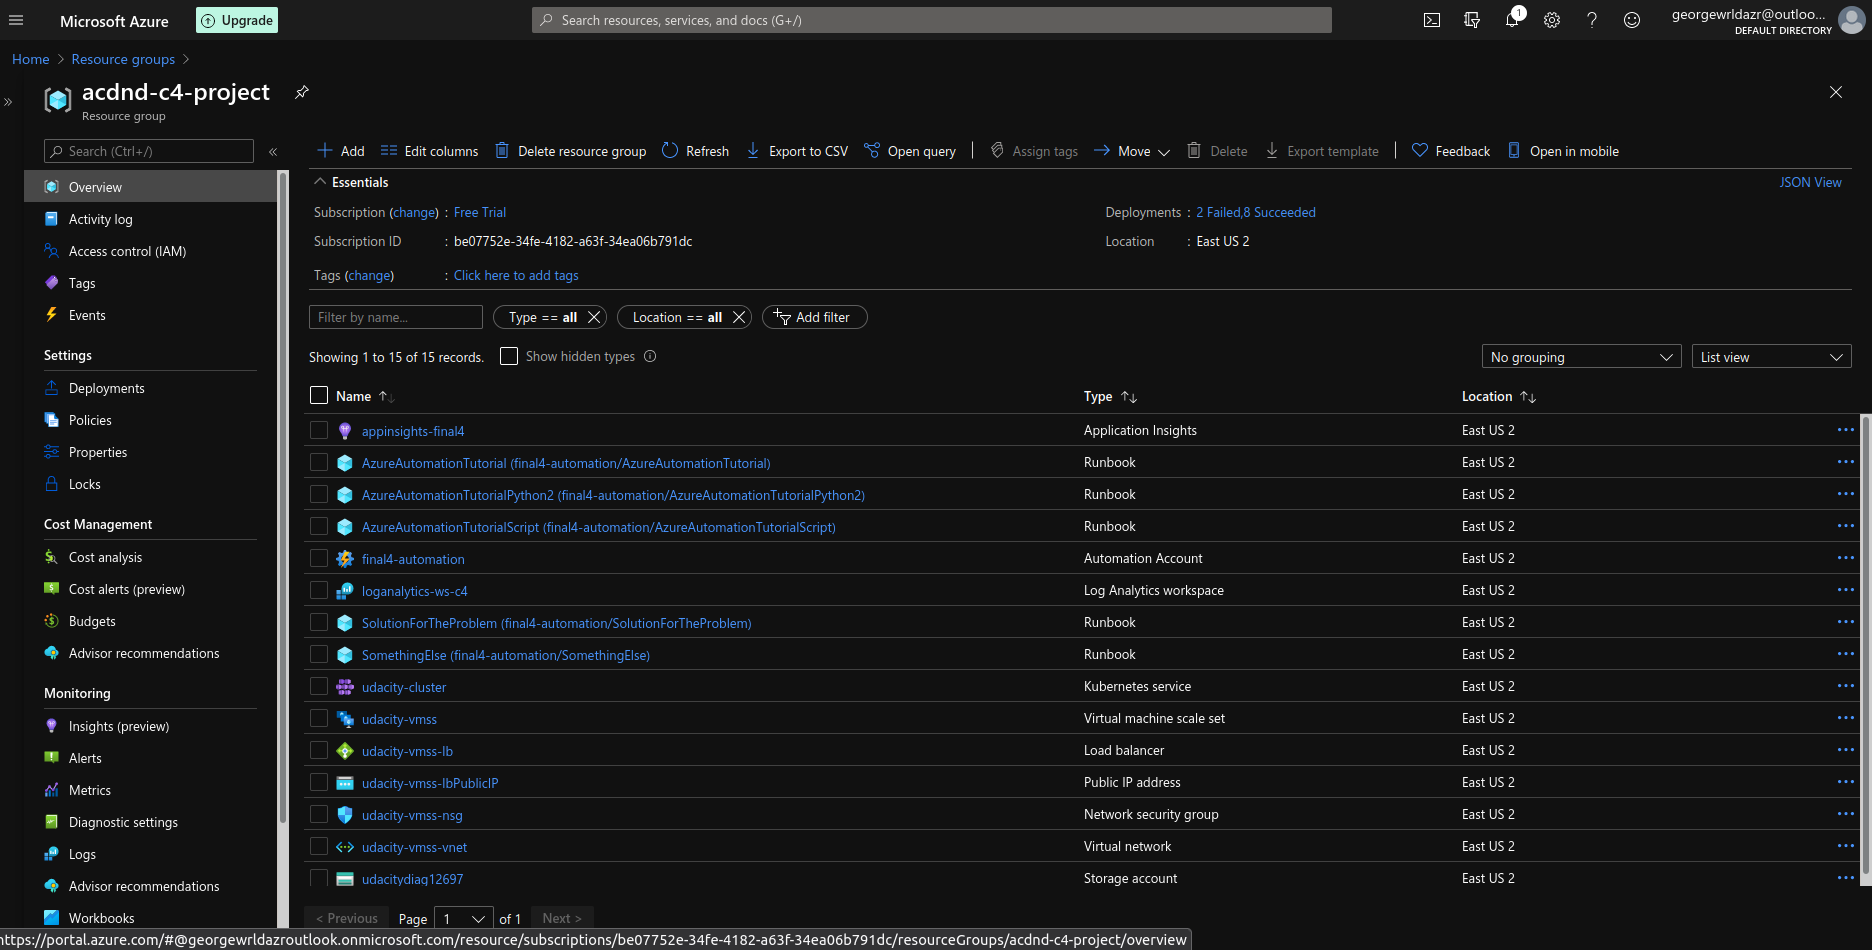 Microsoft Azure
Upgrade
Search resources, services, and docs (G+/)
1
georgewrldazr@outloo...
DEFAULT DIRECTORY
Home > Resource groups >
acdnd-c4-project
Resource group
Search (Ctrl+/)
Overview
Activity log
Access control (IAM)
Tags
Events
Settings
Deployments
Policies
Properties
Locks
Cost Management
Cost analysis
Cost alerts (preview)
Budgets
Advisor recommendations
Monitoring
Insights (preview)
Alerts
Metrics
Diagnostic settings
Logs
Advisor recommendations
Workbooks
Add Edit columns Delete resource group Refresh Export to CSV Open query Assign tags Move Delete Export template Feedback Open in mobile
Essentials JSON View
Subscription (change) : Free Trial Deployments : 2 Failed,8 Succeeded
Subscription ID : be07752e-34fe-4182-a63f-34ea06b791dc Location : East US 2
Tags (change) : Click here to add tags
Filter by name... Type == all Location == all Add filter
Showing 1 to 15 of 15 records. Show hidden types No grouping List view
Name Type Location
appinsights-final4 Application Insights East US 2 ...
AzureAutomationTutorial (final4-automation/AzureAutomationTutorial) Runbook East US 2 ...
AzureAutomationTutorialPython2 (final4-automation/AzureAutomationTutorialPython2) Runbook East US 2 ...
AzureAutomationTutorialScript (final4-automation/AzureAutomationTutorialScript) Runbook East US 2 ...
final4-automation Automation Account East US 2 ...
loganalytics-ws-c4 Log Analytics workspace East US 2 ...
SolutionForTheProblem (final4-automation/SolutionForTheProblem) Runbook East US 2 ...
SomethingElse (final4-automation/SomethingElse) Runbook East US 2 ...
udacity-cluster Kubernetes service East US 2 ...
udacity-vmss Virtual machine scale set East US 2 ...
udacity-vmss-lb Load balancer East US 2 ...
udacity-vmss-lbPublicIP Public IP address East US 2 ...
udacity-vmss-nsg Network security group East US 2 ...
udacity-vmss-vnet Virtual network East US 2 ...
udacitydiag12697 Storage account East US 2 ...
< Previous Page 1 of 1 Next >
https://portal.azure.com/#@georgewrldazroutlook.onmicrosoft.com/resource/subscriptions/be07752e-34fe-4182-a63f-34ea06b791dc/resourceGroups/acdnd-c4-project/overview